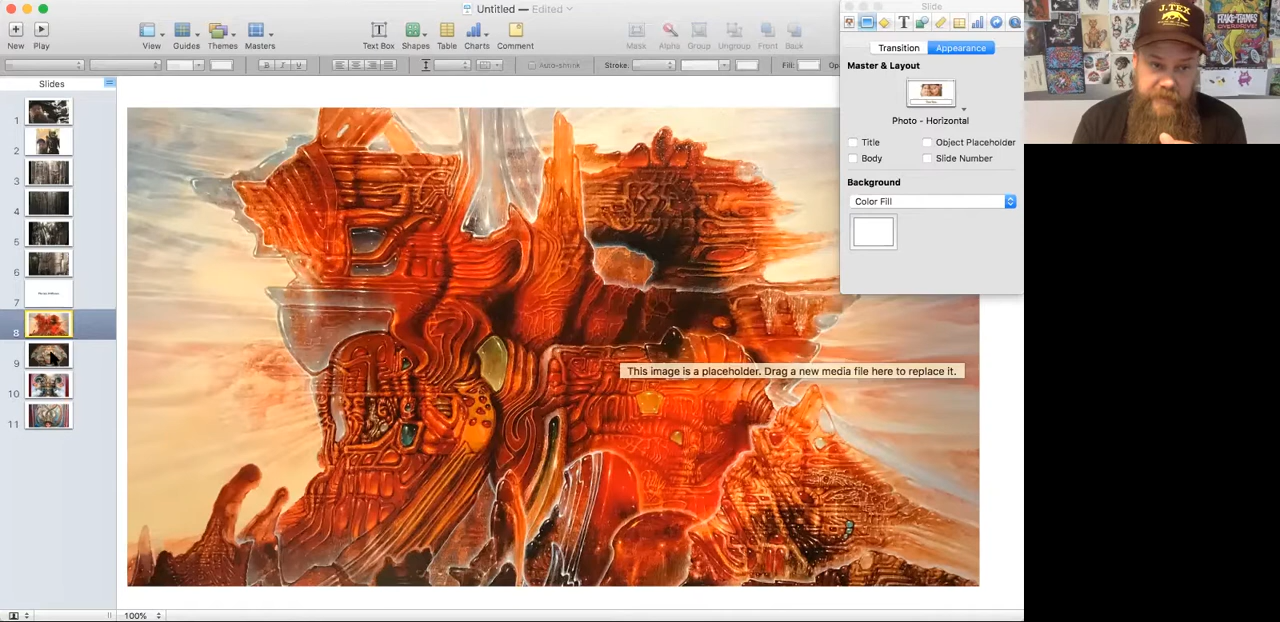 Untitled — Edited
New Play View Guides Themes Masters Text Box Shapes Table Charts Comment Mask Alpha Group Ungroup Front Back
B I U T Auto-shrink Stroke: Fill:
Slides
1
2
3
4
5
6
7
8
9
10
11
This image is a placeholder. Drag a new media file here to replace it.
100%
Slide
Transition Appearance
Master & Layout
Photo - Horizontal
Title Object Placeholder
Body Slide Number
Background
Color Fill
J.TEX